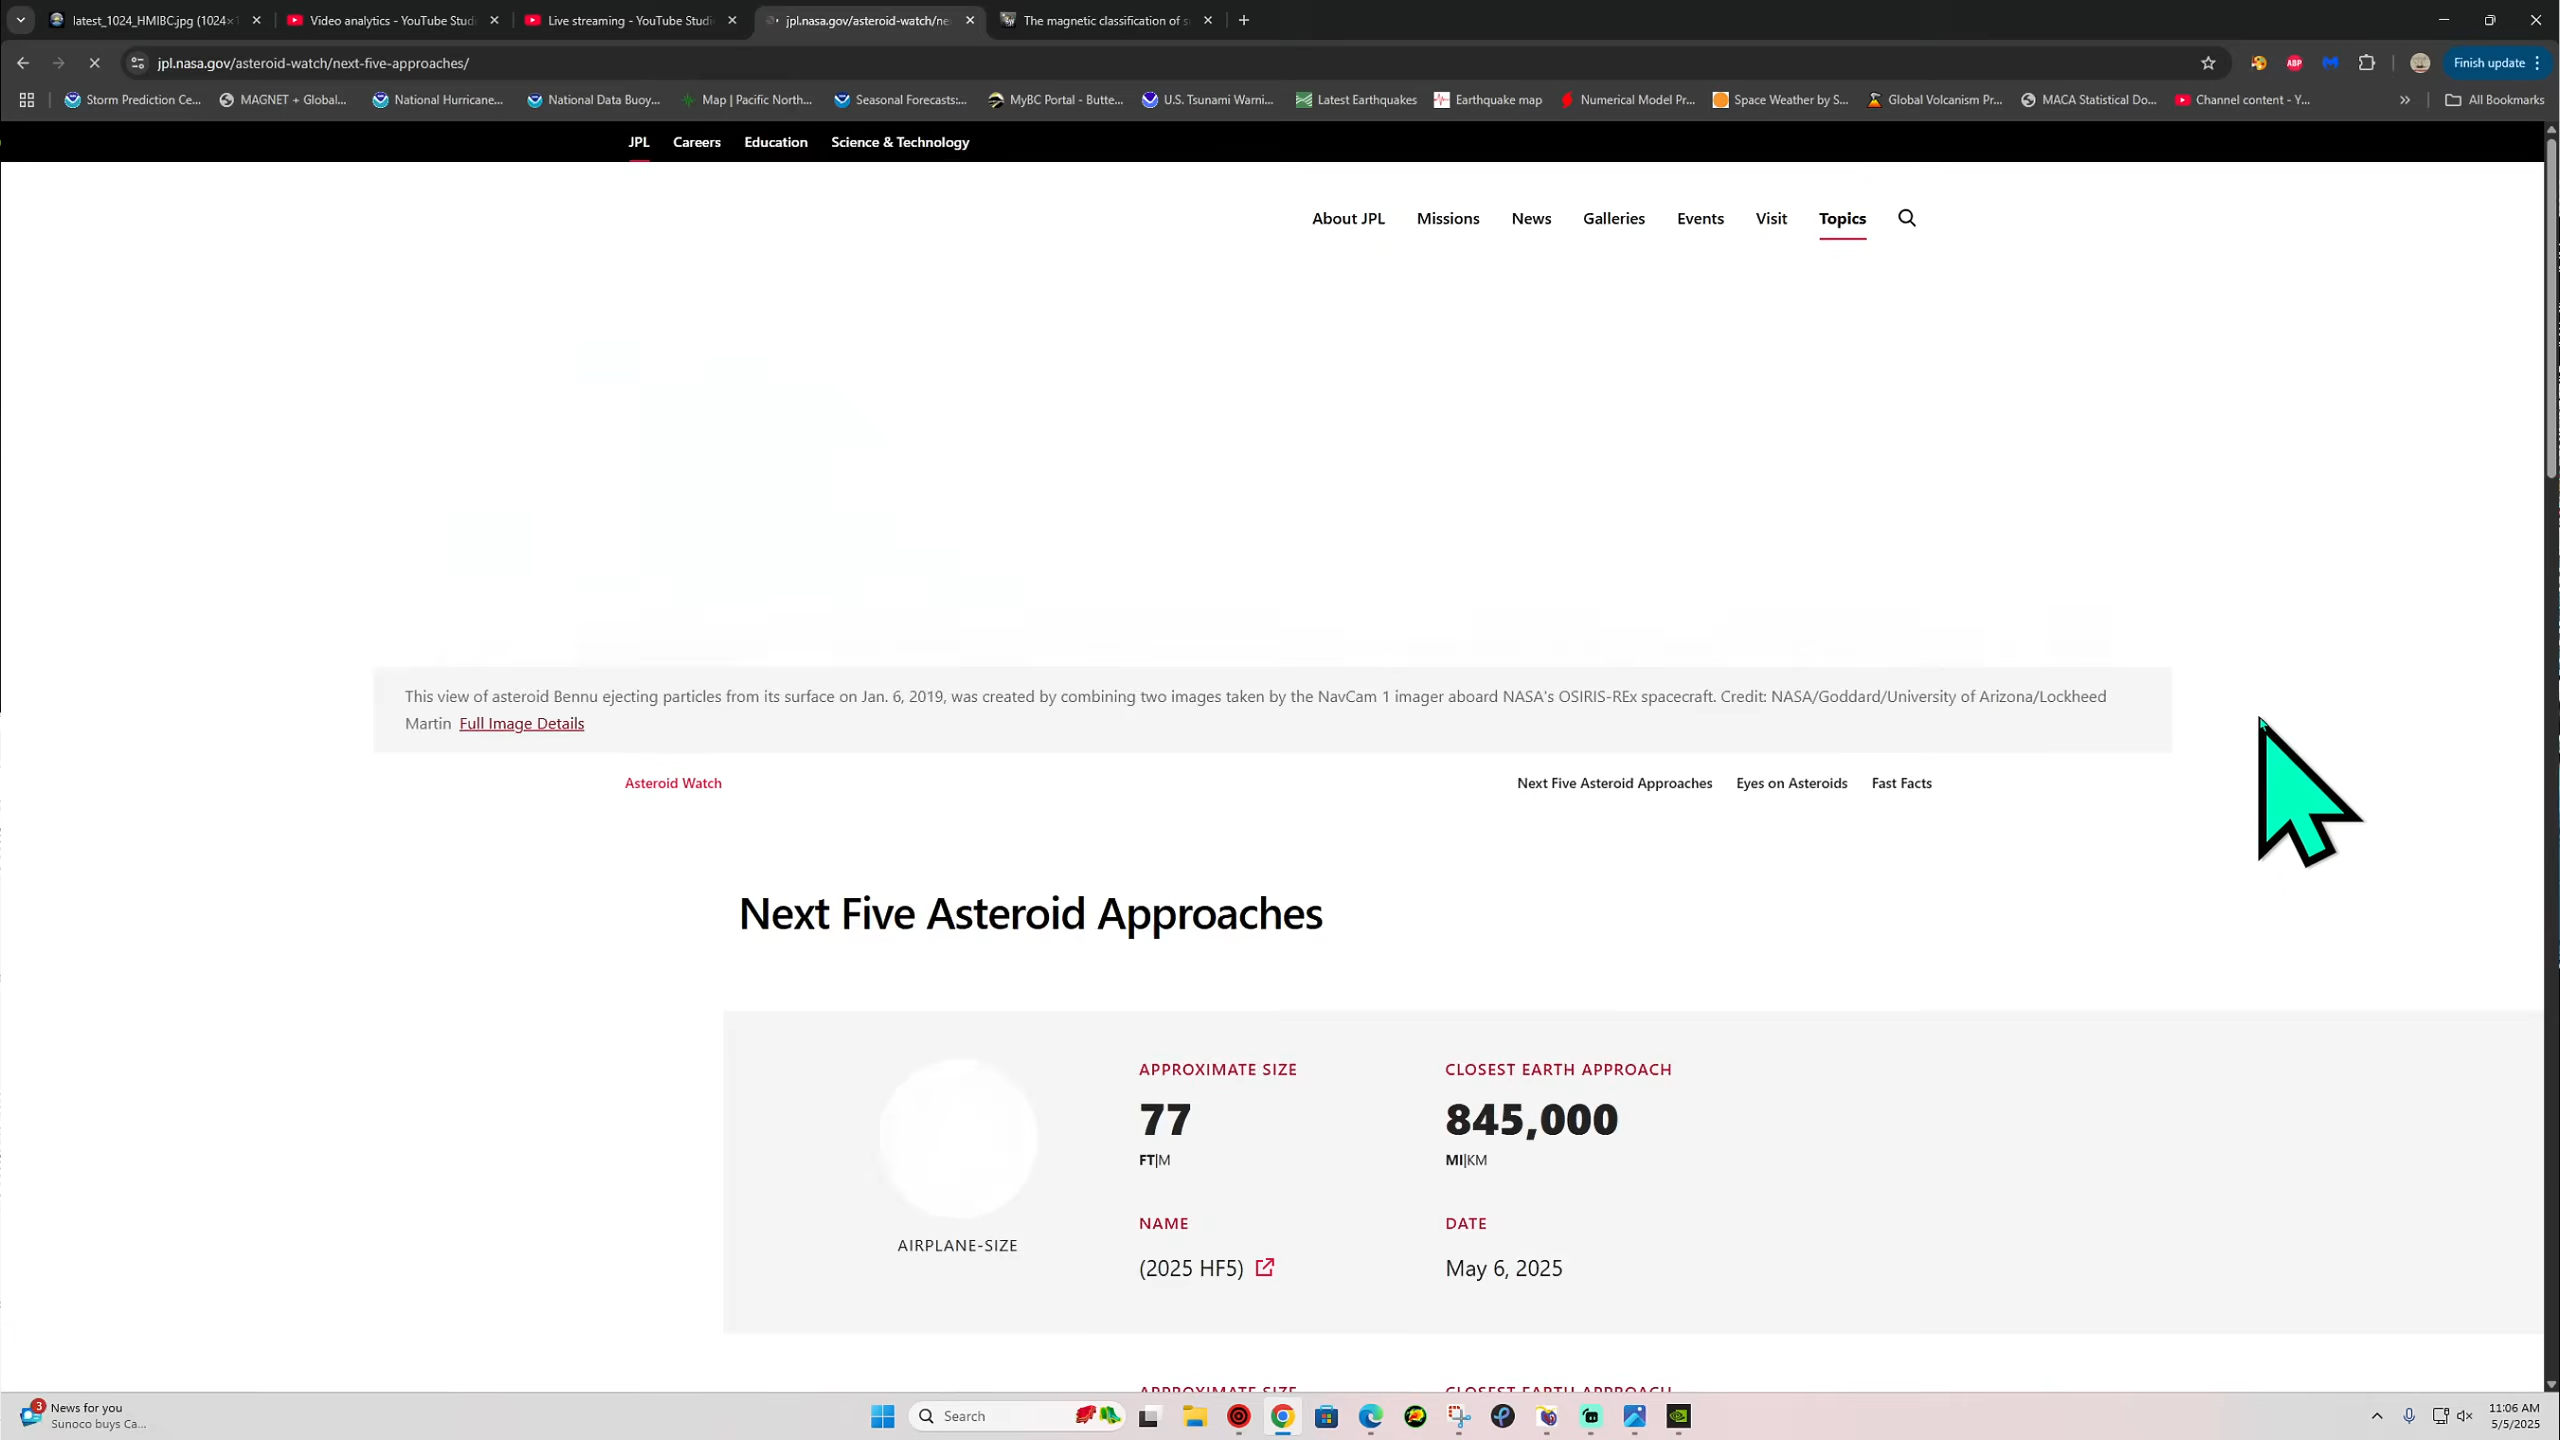 latest_1024_HMIBC.jpg (1024×
Video analytics - YouTube Studi
Live streaming - YouTube Studi
jpl.nasa.gov/asteroid-watch/ne
The magnetic classification of s
jpl.nasa.gov/asteroid-watch/next-five-approaches/
ABP
Finish update
Storm Prediction Ce...
MAGNET + Global...
National Hurricane...
National Data Buoy...
Map | Pacific North...
Seasonal Forecasts:...
MyBC Portal - Butte...
U.S. Tsunami Warni...
Latest Earthquakes
Earthquake map
Numerical Model Pr...
Space Weather by S...
Global Volcanism Pr...
MACA Statistical Do...
Channel content - Y...
All Bookmarks
JPL Careers Education Science & Technology
About JPL Missions News Galleries Events Visit Topics
This view of asteroid Bennu ejecting particles from its surface on Jan. 6, 2019, was created by combining two images taken by the NavCam 1 imager aboard NASA's OSIRIS-REx spacecraft. Credit: NASA/Goddard/University of Arizona/Lockheed
Martin Full Image Details
Asteroid Watch
Next Five Asteroid Approaches Eyes on Asteroids Fast Facts
Next Five Asteroid Approaches
APPROXIMATE SIZE
77
FT|M
CLOSEST EARTH APPROACH
845,000
MI|KM
AIRPLANE-SIZE
NAME
(2025 HF5)
DATE
May 6, 2025
APPROXIMATE SIZE
CLOSEST EARTH APPROACH
3
News for you
Sunoco buys Ca...
Search
11:06 AM
5/5/2025